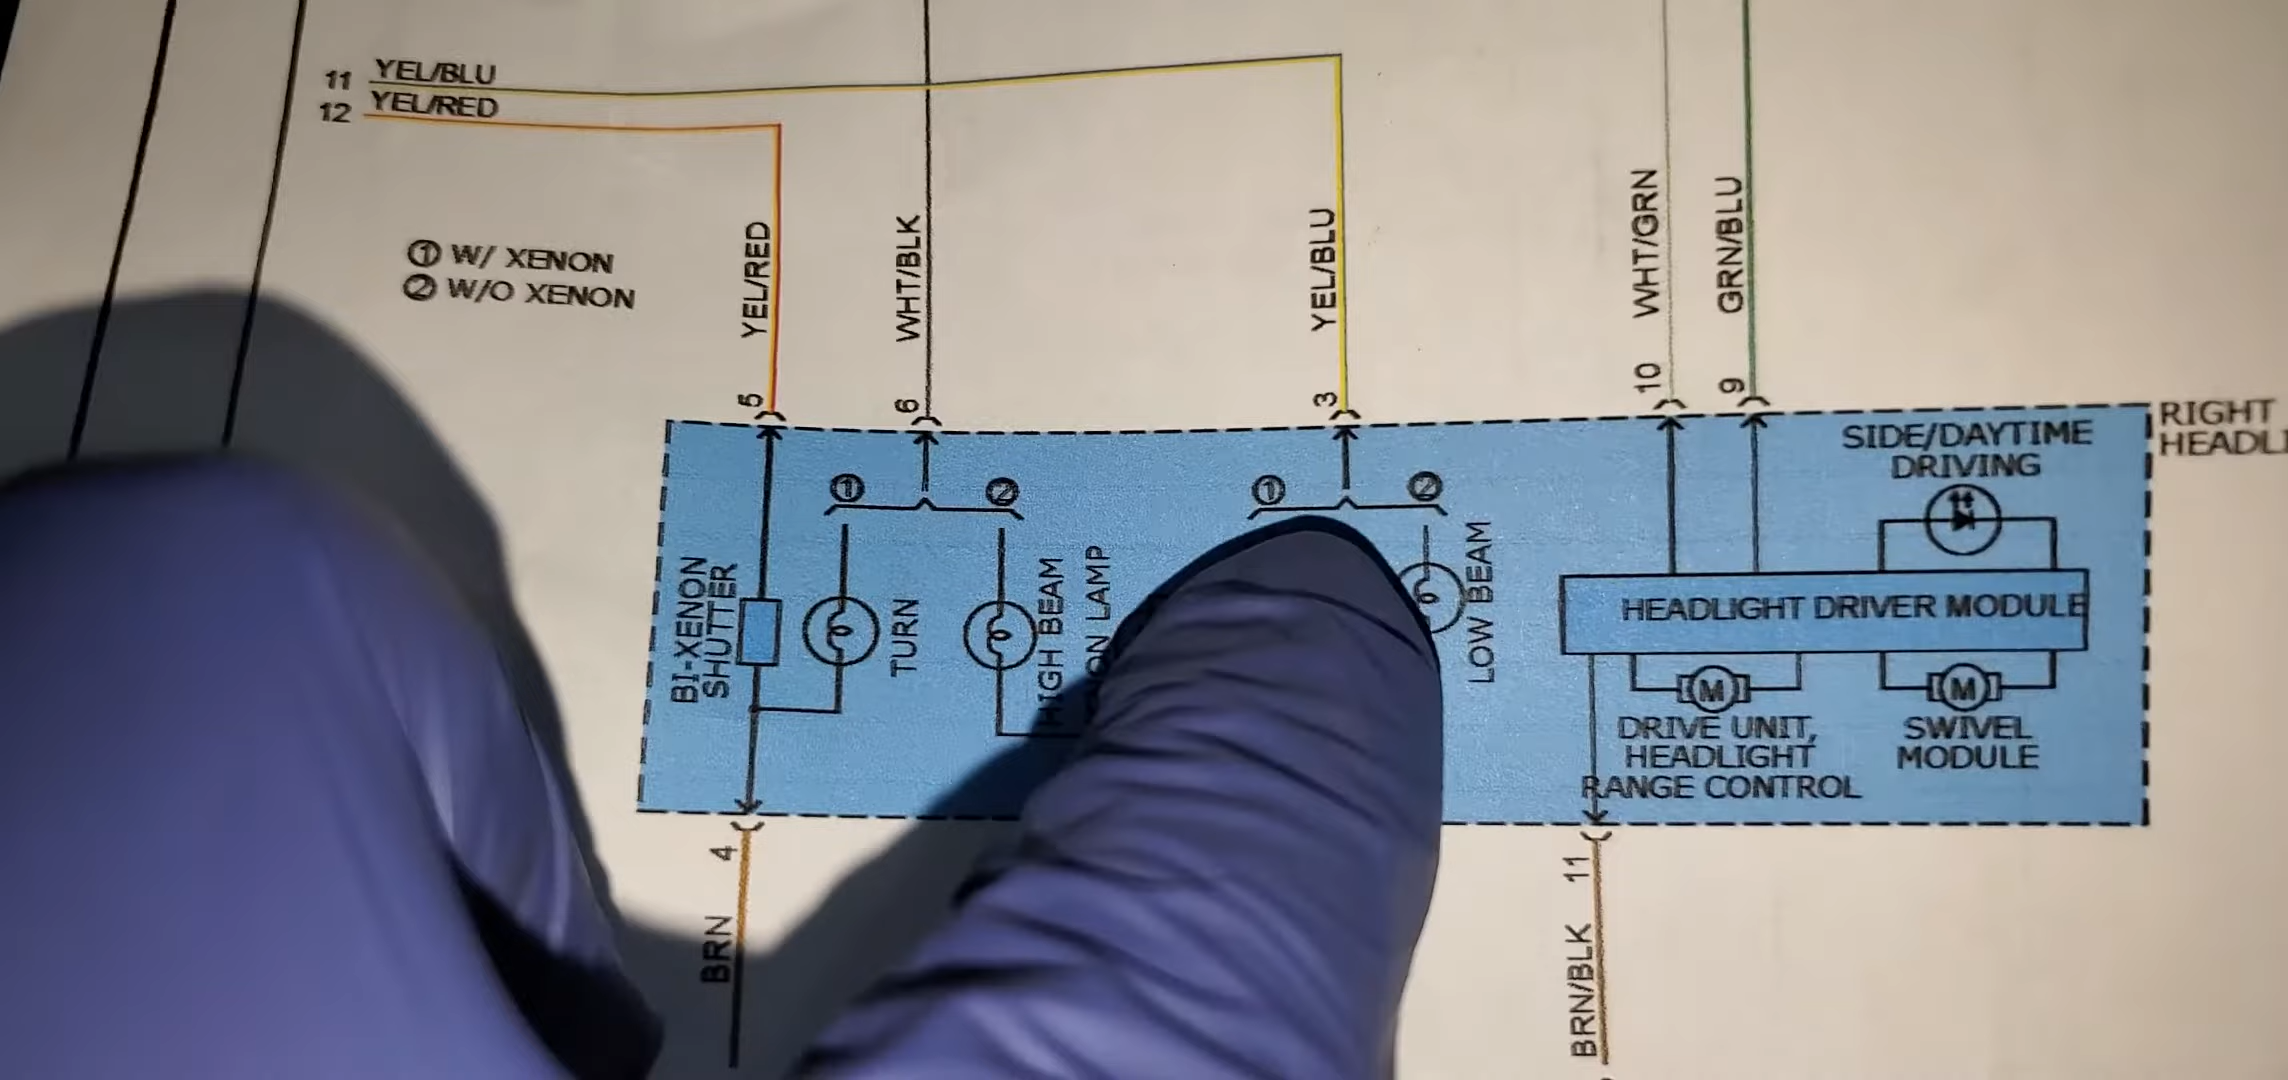 11 YEL/BLU
12 YEL/RED
① W/ XENON
② W/O XENON
YEL/RED
WHT/BLK
YEL/BLU
WHT/GRN
GRN/BLU
5
6
3
10
9
RIGHT
①
②
①
②
SIDE/DAYTIME
DRIVING
BI-XENON
SHUTTER
TURN
HIGH BEAM
LAMP
LOW BEAM
HEADLIGHT DRIVER MODULE
M
M
DRIVE UNIT,
HEADLIGHT
RANGE CONTROL
SWIVEL
MODULE
4
BRN
11
BRN/BLK